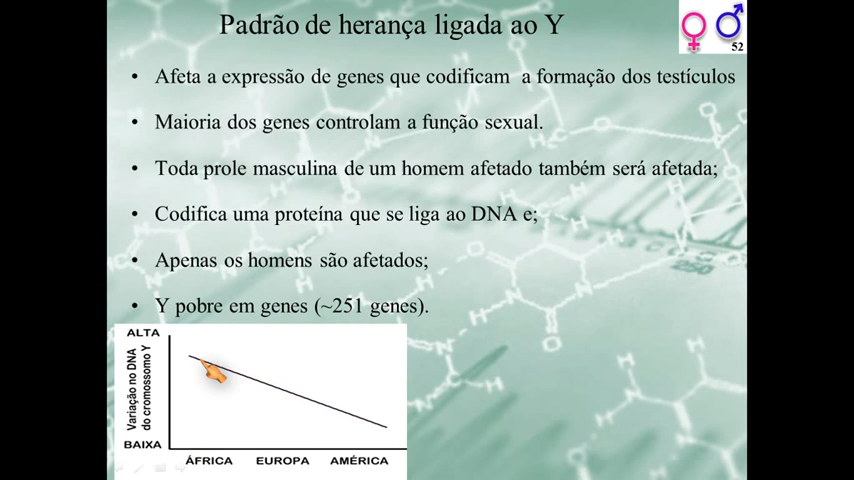 Padrão de herança ligada ao Y
52
• Afeta a expressão de genes que codificam a formação dos testículos
• Maioria dos genes controlam a função sexual.
• Toda prole masculina de um homem afetado também será afetada;
• Codifica uma proteína que se liga ao DNA e;
• Apenas os homens são afetados;
• Y pobre em genes (~251 genes).
ALTA
Variação no DNA
do cromossomo Y
BAIXA
ÁFRICA EUROPA AMÉRICA
250